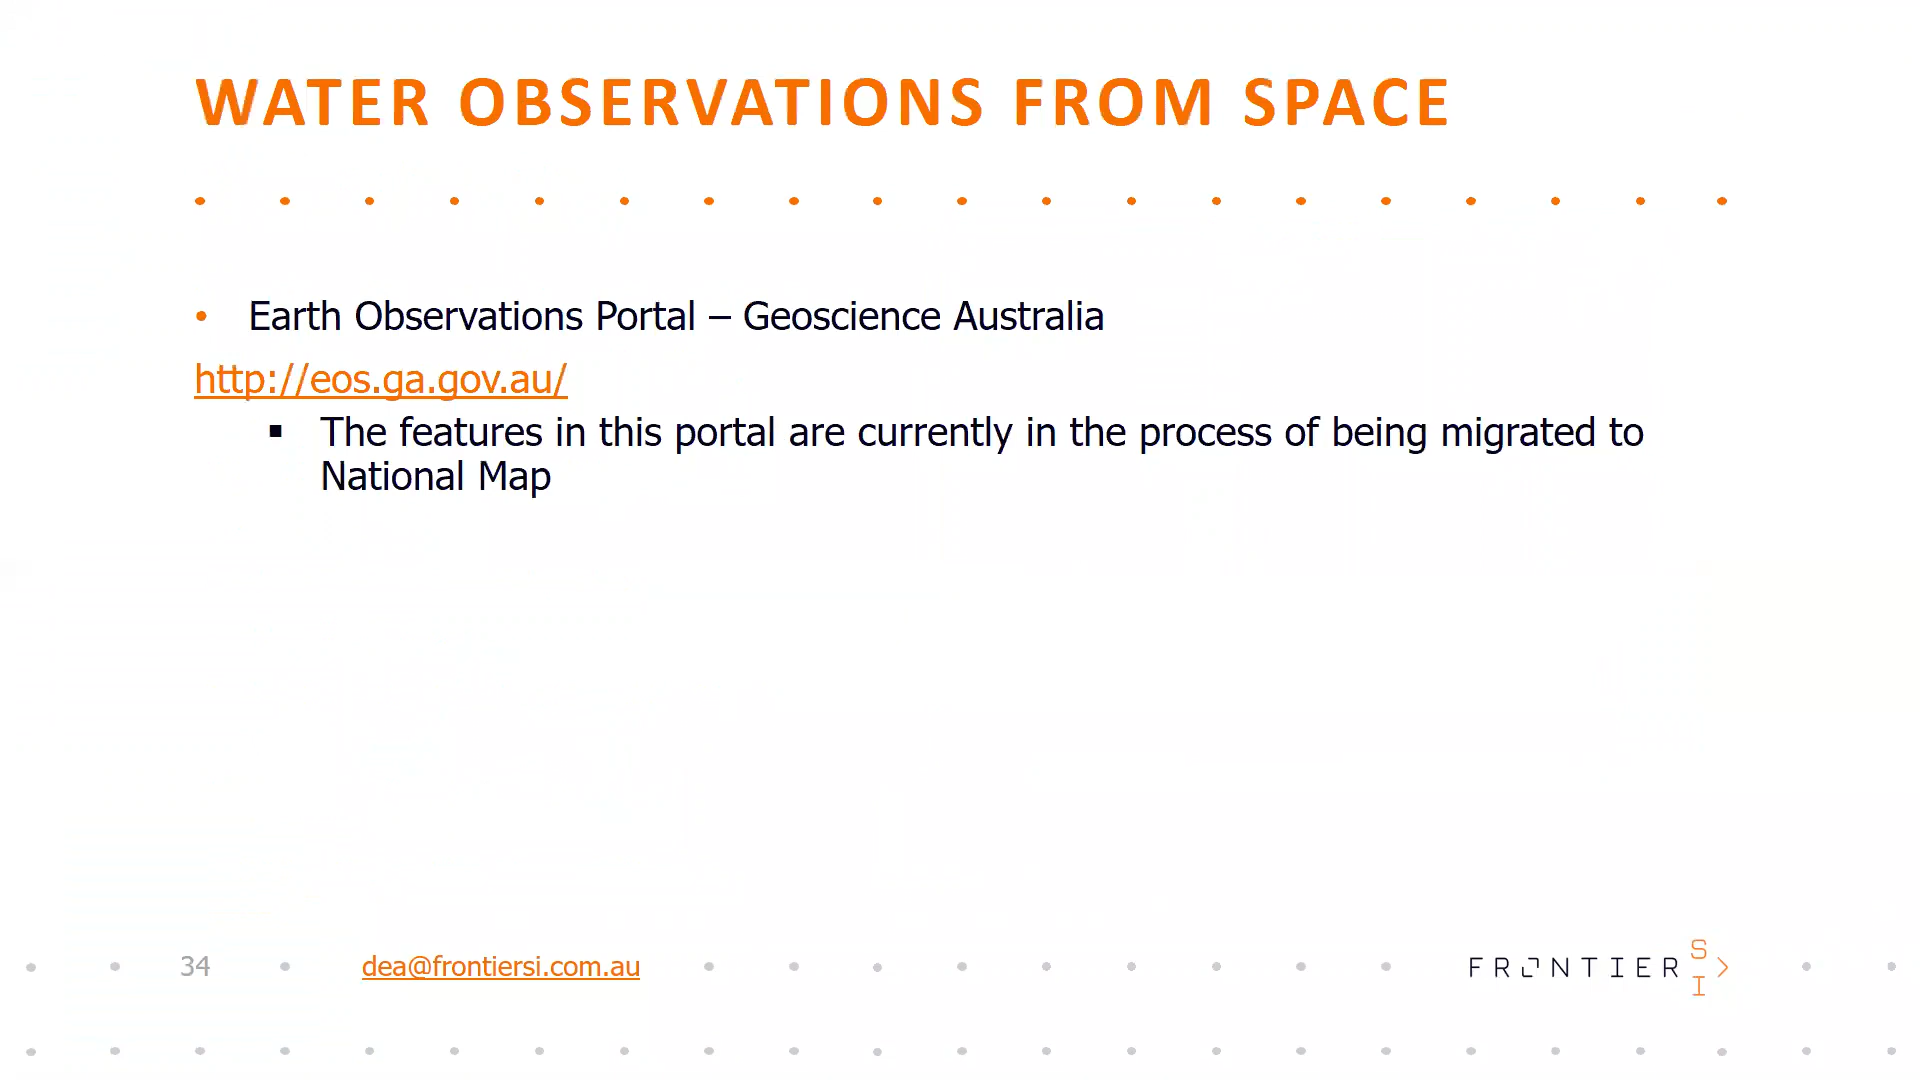 WATER OBSERVATIONS FROM SPACE
• Earth Observations Portal – Geoscience Australia
http://eos.ga.gov.au/
▪ The features in this portal are currently in the process of being migrated to
National Map
34
dea@frontiersi.com.au
FRONTIER SI